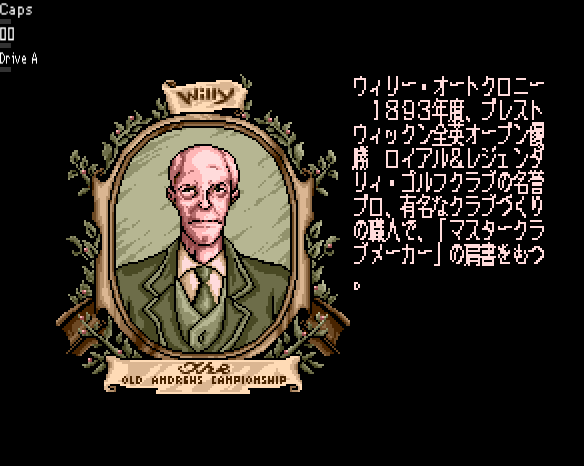 Caps
Drive A
Willy
The
OLD ANDREWS CAMPIONSHIP
ウィリー・オートクロニー
１８９３年度、プレスト
ウィックン全英オープン優
勝 ロイアル&レジェンダ
リィ・ゴルフクラブの名誉
プロ、有名なクラブづくり
の職人で、「マスタークラ
ブメーカー」の肩書をもつ
。